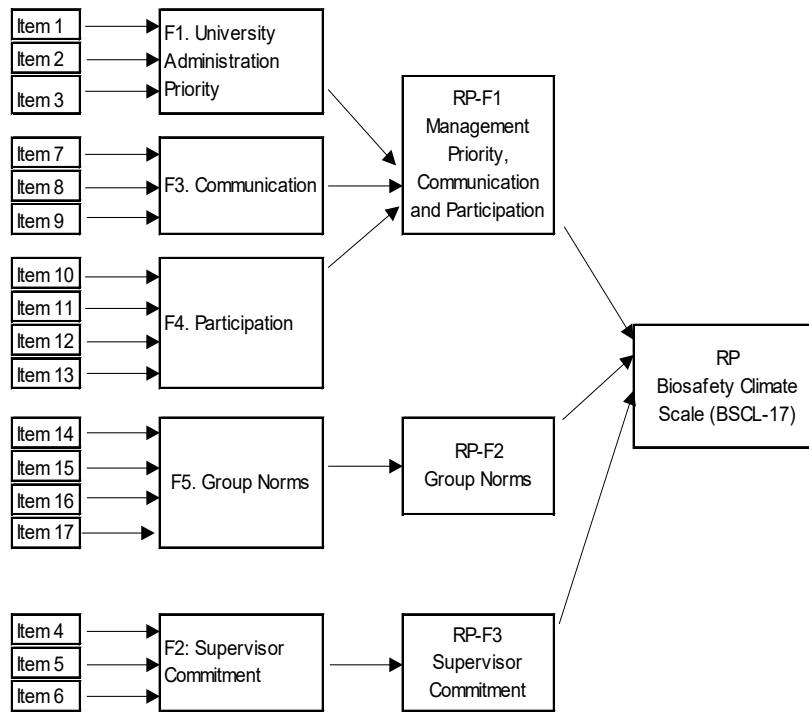 Item 1
Item 2
Item 3
F1. University
Administration
Priority
Item 7
Item 8
Item 9
F3. Communication
Item 10
Item 11
Item 12
Item 13
F4. Participation
RP-F1
Management
Priority,
Communication
and Participation
Item 14
Item 15
Item 16
Item 17
F5. Group Norms
RP-F2
Group Norms
Item 4
Item 5
Item 6
F2: Supervisor
Commitment
RP-F3
Supervisor
Commitment
RP
Biosafety Climate
Scale (BSCL-17)